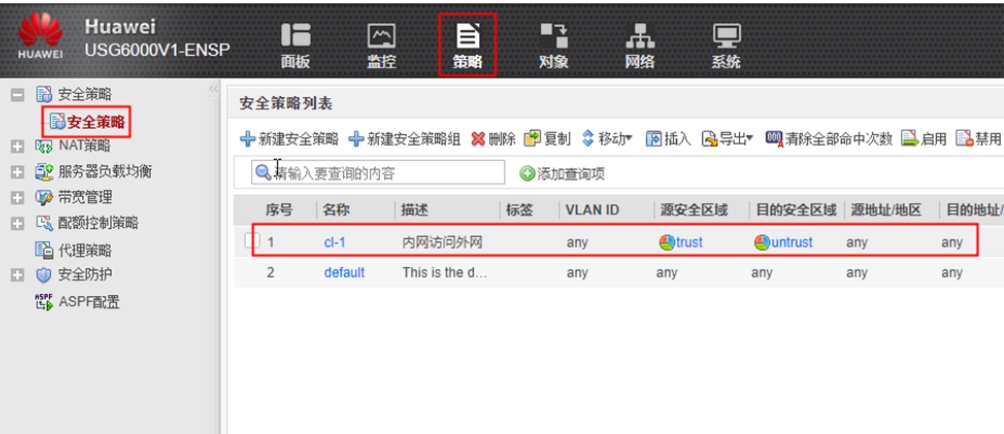 HUAWEI
Huawei
USG6000V1-ENSP
面板 监控 策略 对象 网络 系统
安全策略
安全策略
NAT策略
服务器负载均衡
带宽管理
配额控制策略
代理策略
安全防护
ASPF ASPF配置
安全策略列表
新建安全策略 新建安全策略组 删除 复制 移动 插入 导出 清除全部命中次数 启用 禁用
请输入要查询的内容 添加查询项
序号 名称 描述 标签 VLAN ID 源安全区域 目的安全区域 源地址/地区 目的地址/
1 cl-1 内网访问外网 any trust untrust any any
2 default This is the d... any any any any any